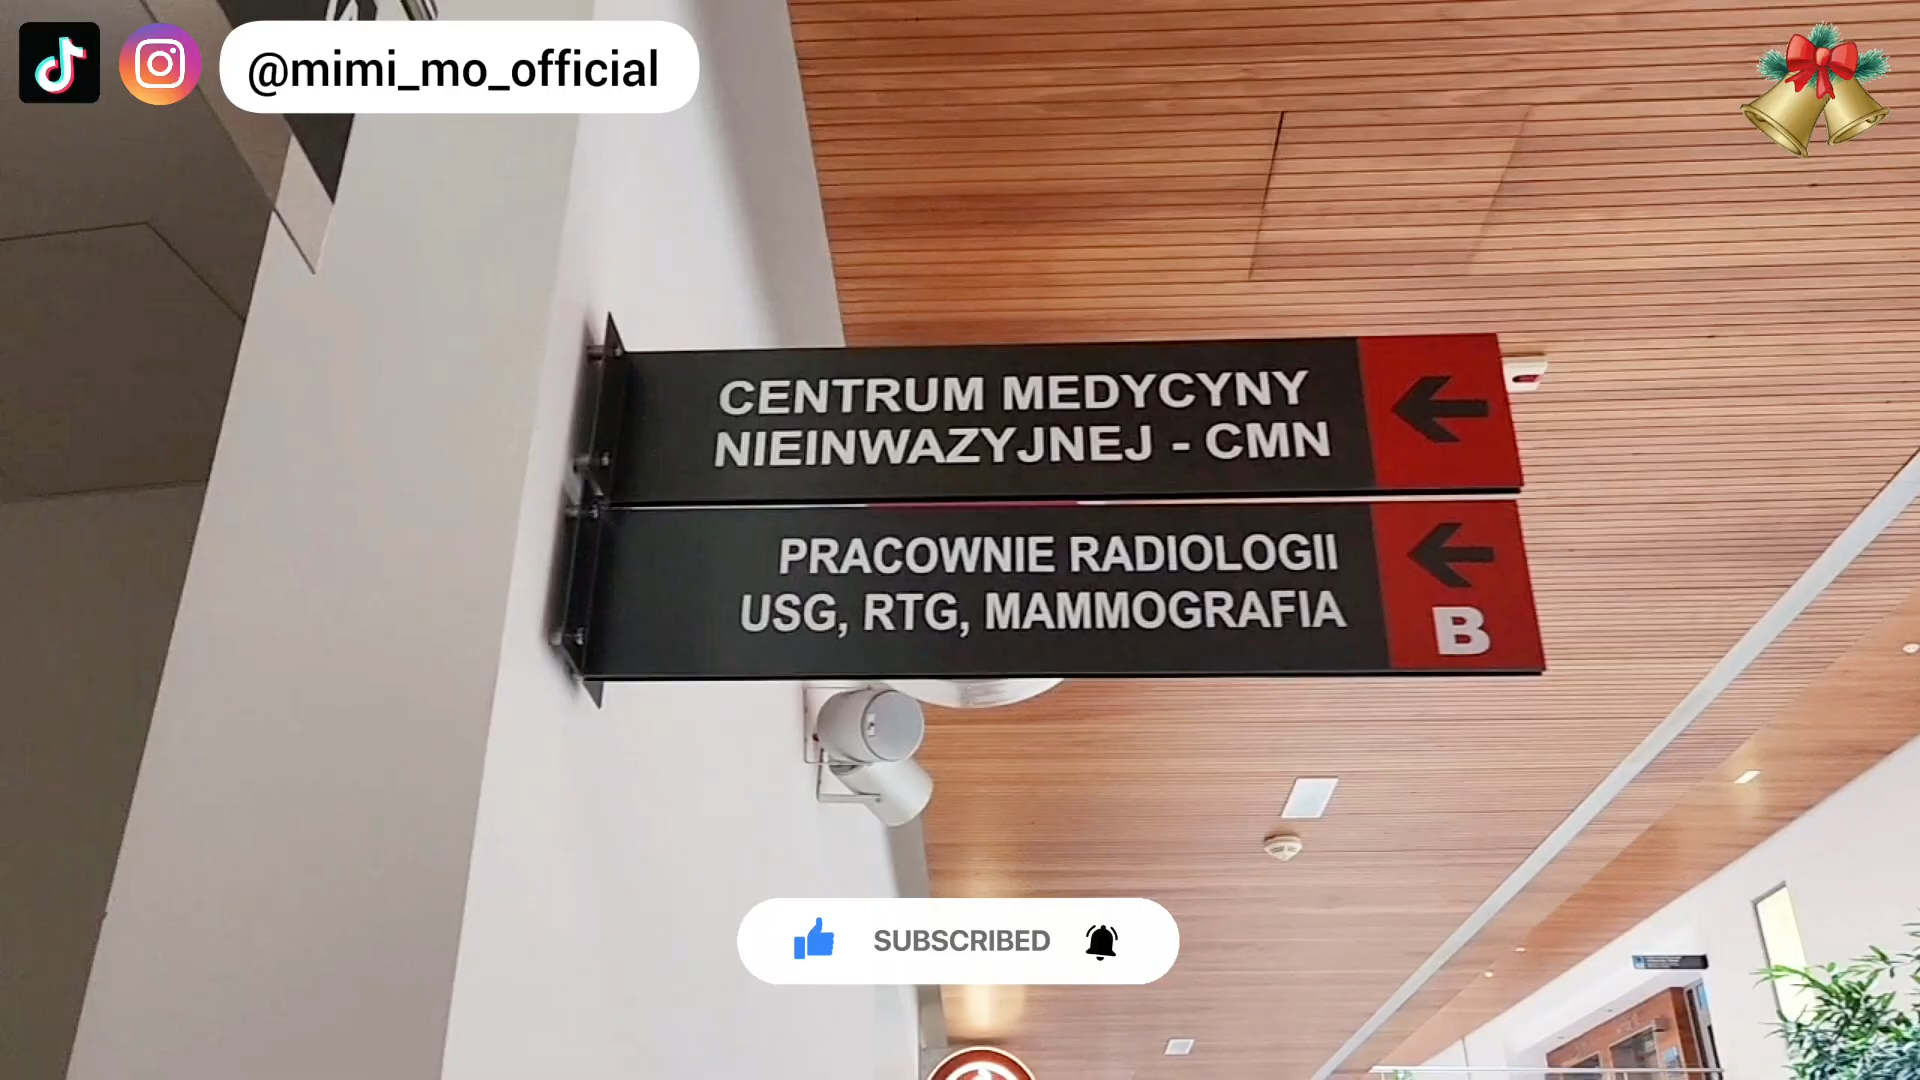 @mimi_mo_official
CENTRUM MEDYCYNY
NIEINWAZYJNEJ - CMN
PRACOWNIE RADIOLOGII
USG, RTG, MAMMOGRAFIA
B
SUBSCRIBED